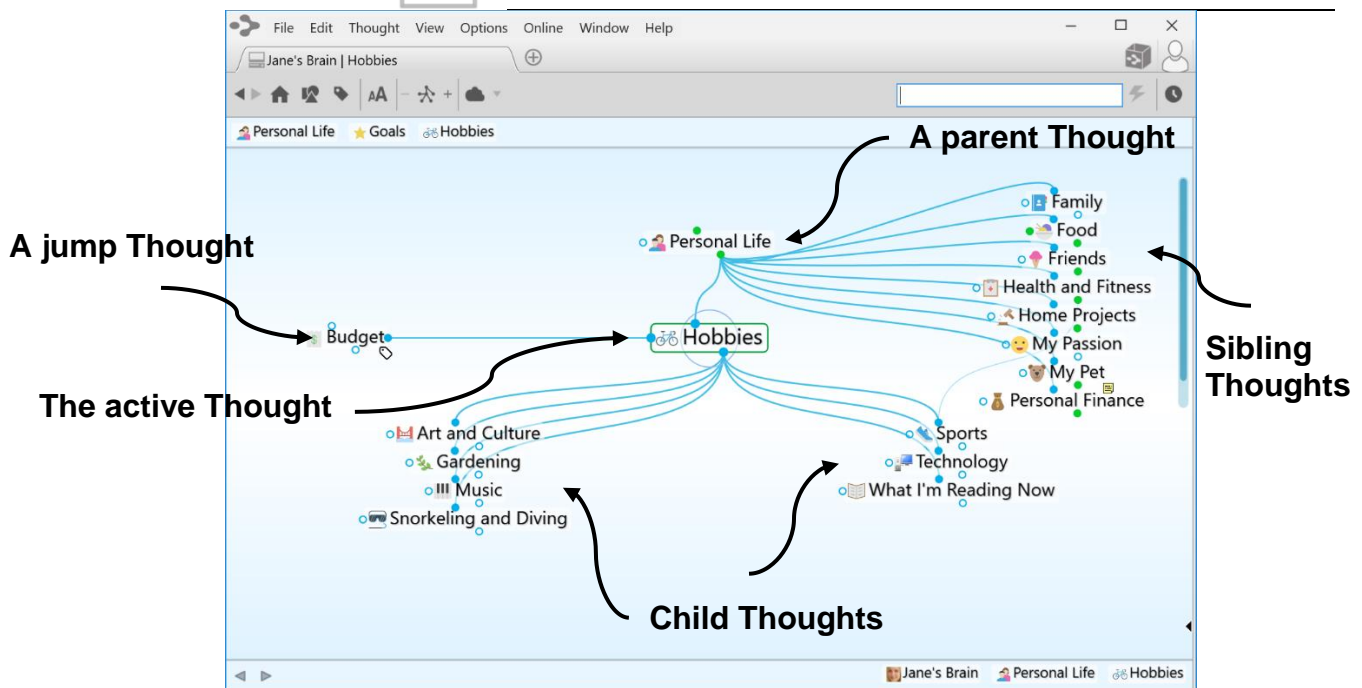 File Edit Thought View Options Online Window Help
Jane's Brain | Hobbies
AA
Personal Life Goals Hobbies
A parent Thought
Family
Food
Friends
Health and Fitness
Home Projects
My Passion
My Pet
Personal Finance
Personal Life
A jump Thought
Budget
Hobbies
Sibling
Thoughts
The active Thought
Art and Culture
Gardening
Music
Snorkeling and Diving
Sports
Technology
What I'm Reading Now
Child Thoughts
Jane's Brain Personal Life Hobbies